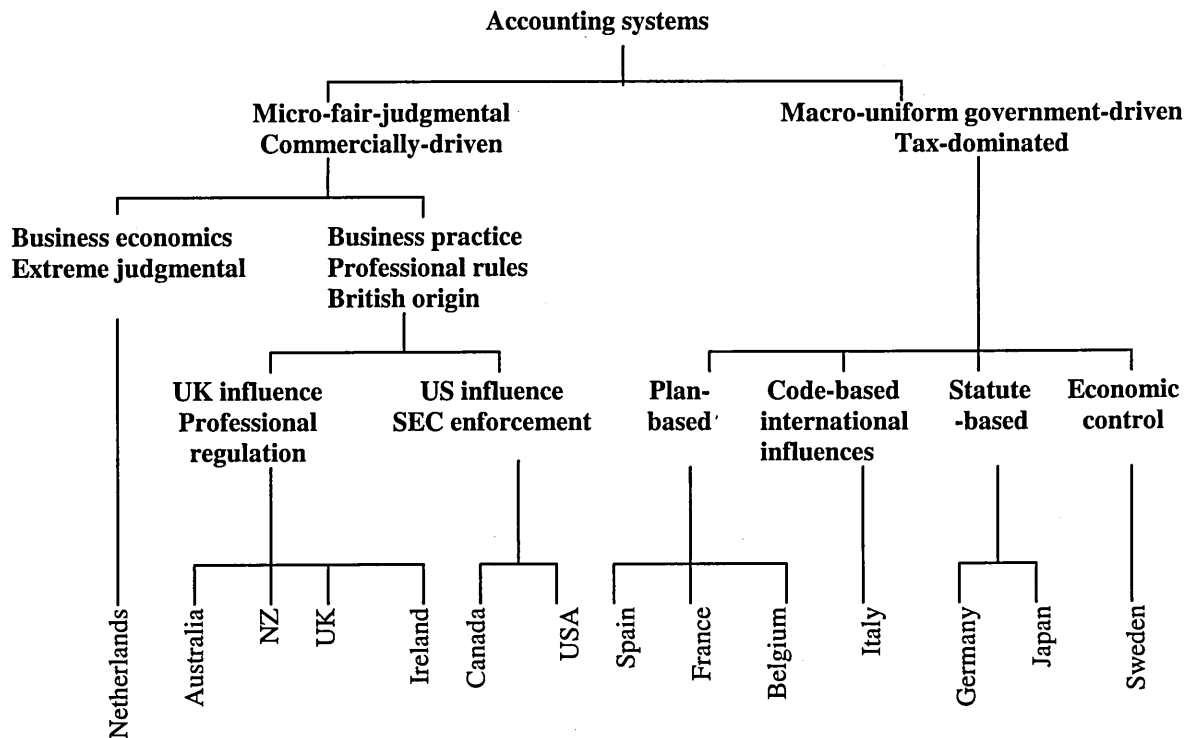 Accounting systems
Micro-fair-judgmental
Commercially-driven
Macro-uniform government-driven
Tax-dominated
Business economics
Extreme judgmental
Business practice
Professional rules
British origin
UK influence
Professional
regulation
US influence
SEC enforcement
Plan-
based
Code-based
international
influences
Statute
-based
Economic
control
Netherlands
Australia
NZ
UK
Ireland
Canada
USA
Spain
France
Belgium
Italy
Germany
Japan
Sweden